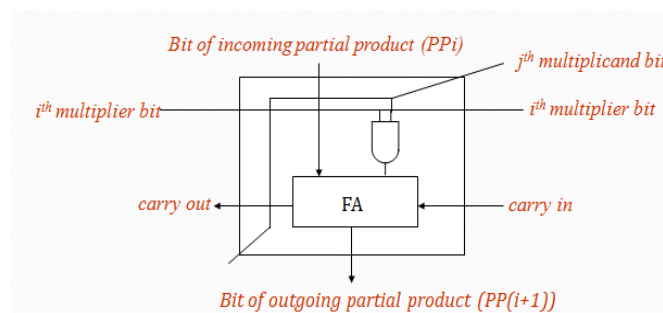 Bit of incoming partial product (PPi)
jth multiplicand bit
ith multiplier bit
ith multiplier bit
carry out
FA
carry in
Bit of outgoing partial product (PP(i+1))